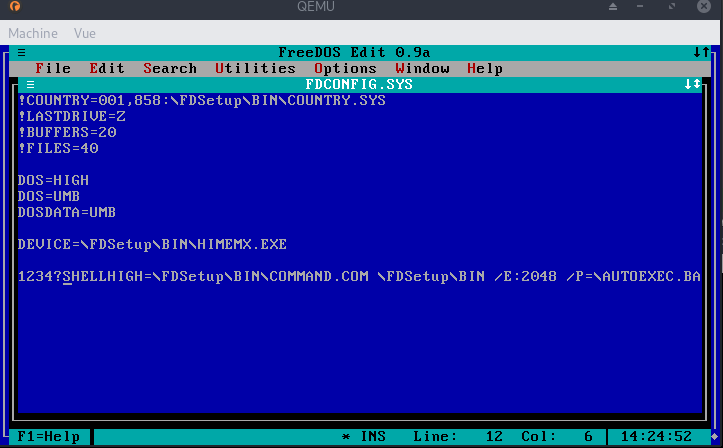 QEMU
Machine Vue
FreeDOS Edit 0.9a
File Edit Search Utilities Options Window Help
FDCONFIG.SYS
!COUNTRY=001,858:\FDSetup\BIN\COUNTRY.SYS
!LASTDRIVE=Z
!BUFFERS=20
!FILES=40
DOS=HIGH
DOS=UMB
DOSDATA=UMB
DEVICE=\FDSetup\BIN\HIMEMX.EXE
1234?SHELLHIGH=\FDSetup\BIN\COMMAND.COM \FDSetup\BIN /E:2048 /P=\AUTOEXEC.BA
F1=Help * INS Line: 12 Col: 6 14:24:52